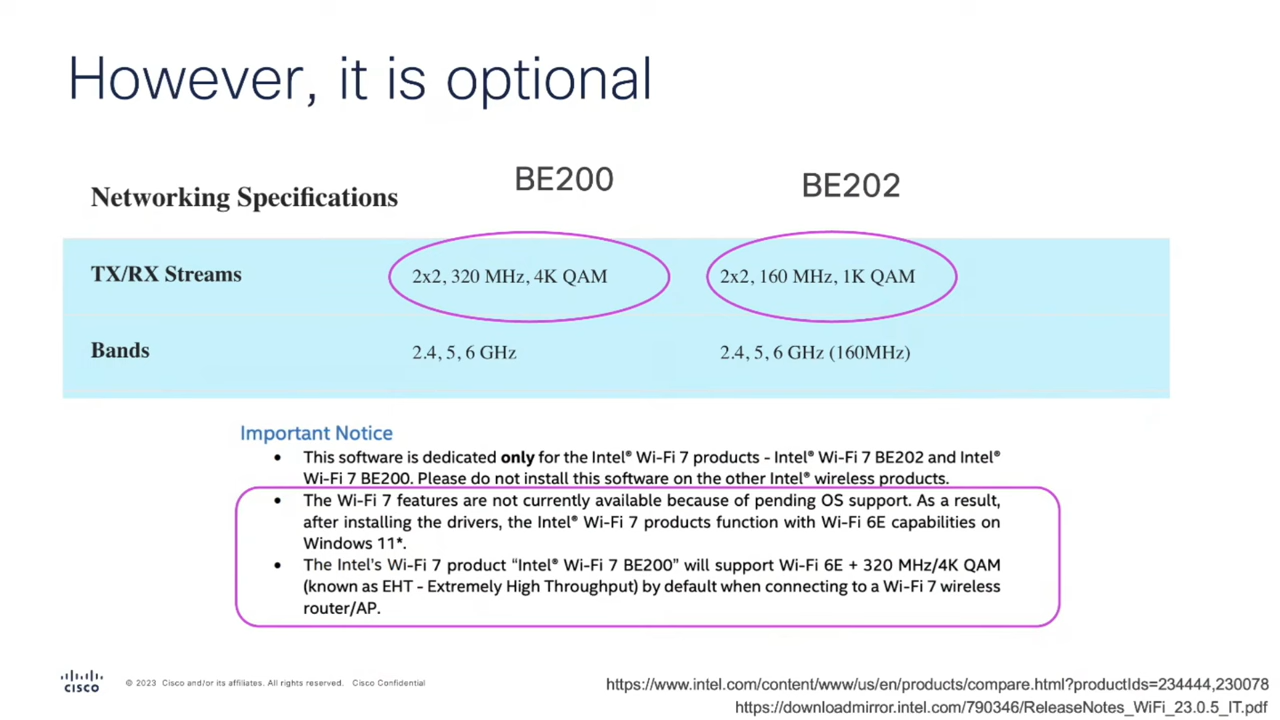 However, it is optional
BE200
BE202
Networking Specifications
TX/RX Streams
2x2, 320 MHz, 4K QAM
2x2, 160 MHz, 1K QAM
Bands
2.4, 5, 6 GHz
2.4, 5, 6 GHz (160MHz)
Important Notice
• This software is dedicated only for the Intel® Wi-Fi 7 products - Intel® Wi-Fi 7 BE202 and Intel®
Wi-Fi 7 BE200. Please do not install this software on the other Intel® wireless products.
• The Wi-Fi 7 features are not currently available because of pending OS support. As a result,
after installing the drivers, the Intel® Wi-Fi 7 products function with Wi-Fi 6E capabilities on
Windows 11*.
• The Intel's Wi-Fi 7 product “Intel® Wi-Fi 7 BE200” will support Wi-Fi 6E + 320 MHz/4K QAM
(known as EHT - Extremely High Throughput) by default when connecting to a Wi-Fi 7 wireless
router/AP.
CISCO
© 2023 Cisco and/or its affiliates. All rights reserved. Cisco Confidential
https://www.intel.com/content/www/us/en/products/compare.html?productIds=234444,230078
https://downloadmirror.intel.com/790346/ReleaseNotes_WiFi_23.0.5_IT.pdf